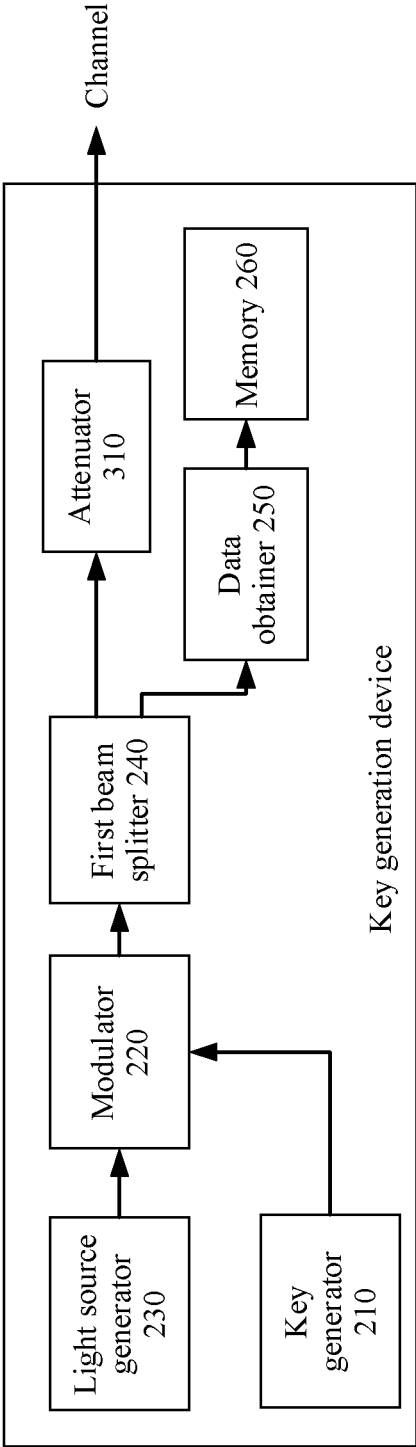 Light source
generator
230
Modulator
220
First beam
splitter 240
Attenuator
310
Channel
Key
generator
210
Data
obtainer 250
Memory 260
Key generation device